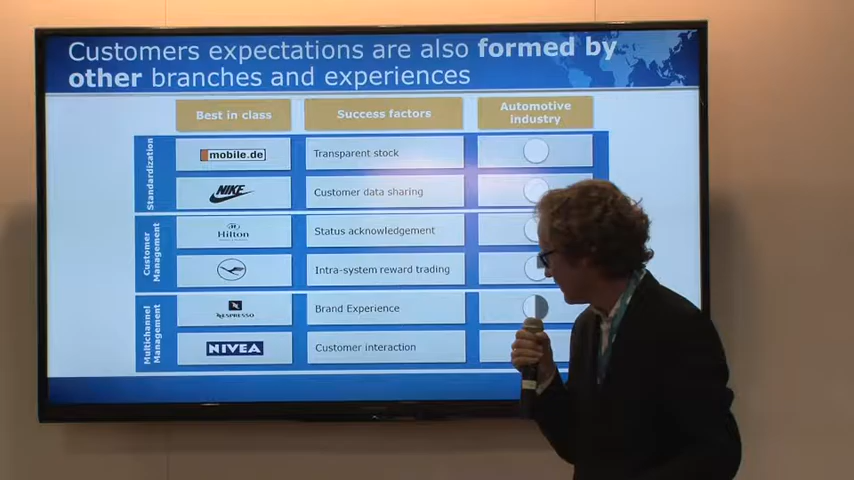 Customers expectations are also formed by
other branches and experiences
Best in class
Success factors
Automotive
industry
Standardization
mobile.de
Transparent stock
NIKE
Customer data sharing
Customer
Management
Hilton
Status acknowledgement
Intra-system reward trading
Multichannel
Management
NESPRESSO
Brand Experience
NIVEA
Customer interaction